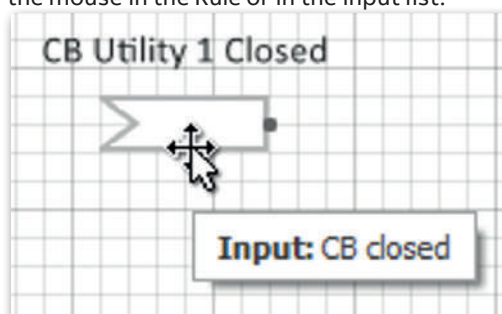 the mouse in the Rule or in the input list.
CB Utility 1 Closed
Input: CB closed